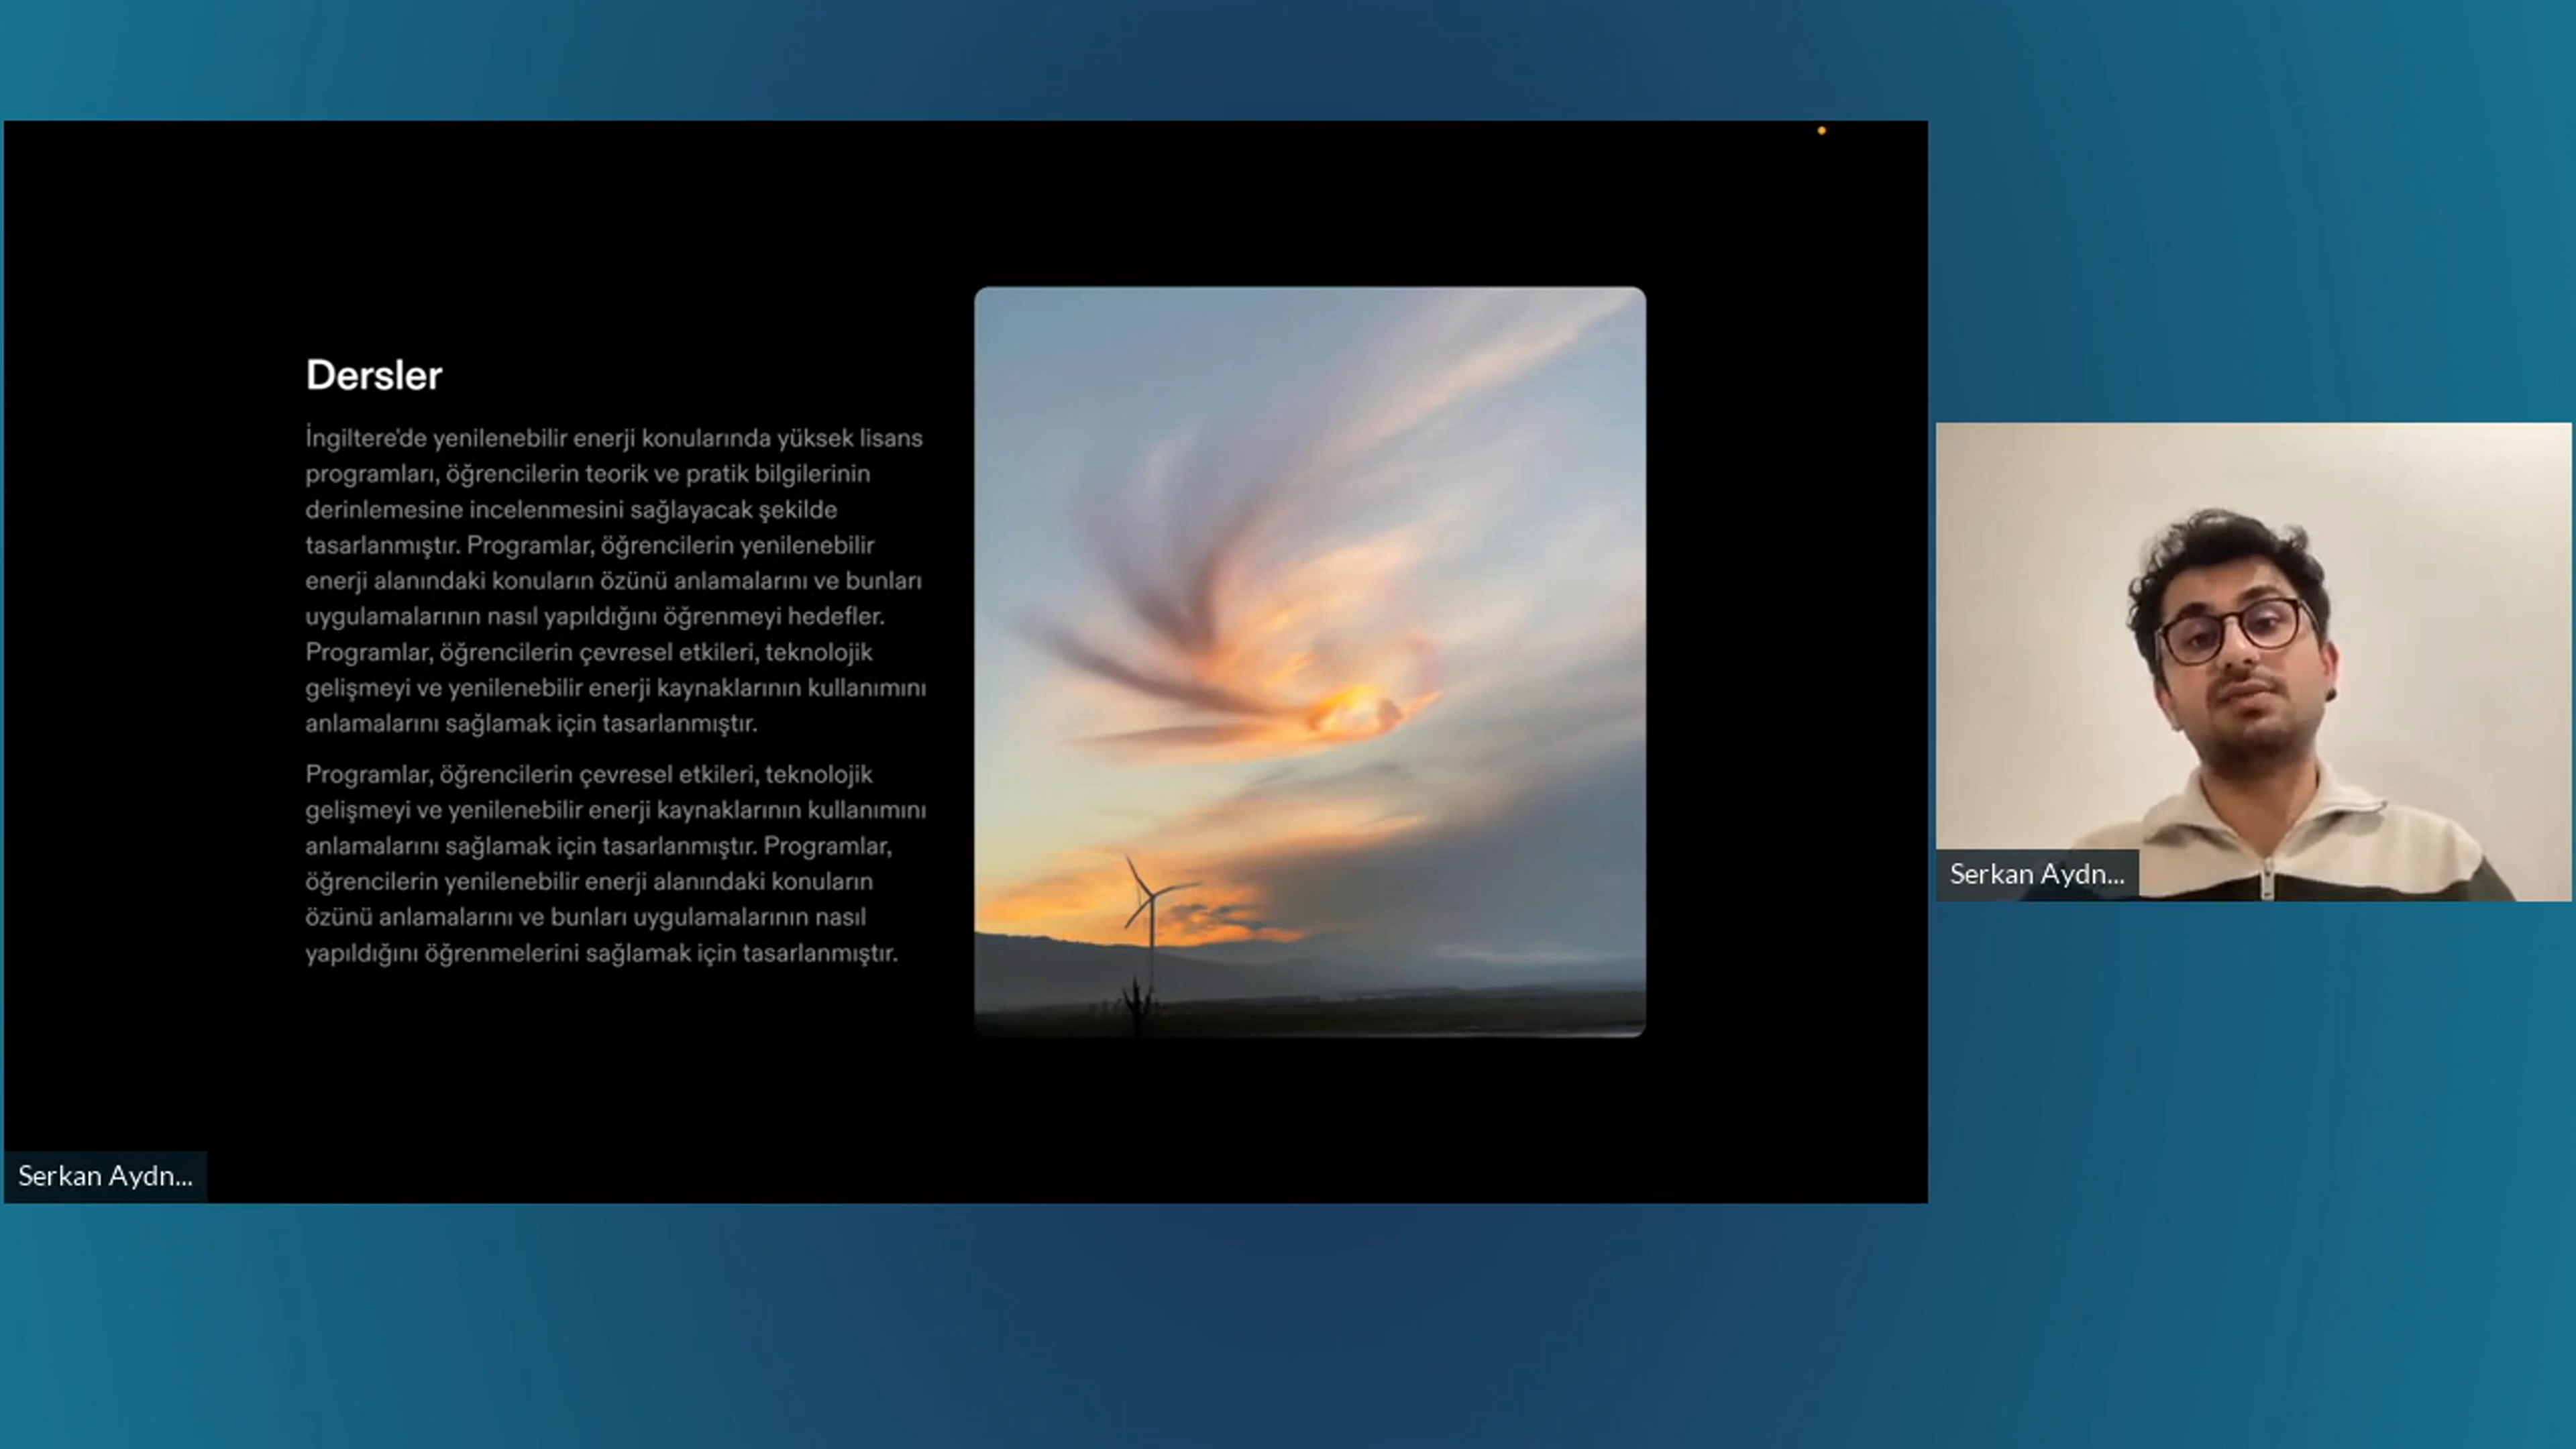 Dersler
İngiltere'de yenilenebilir enerji konularında yüksek lisans
programları, öğrencilerin teorik ve pratik bilgilerinin
derinlemesine incelenmesini sağlayacak şekilde
tasarlanmıştır. Programlar, öğrencilerin yenilenebilir
enerji alanındaki konuların özünü anlamalarını ve bunları
uygulamalarının nasıl yapıldığını öğrenmeyi hedefler.
Programlar, öğrencilerin çevresel etkileri, teknolojik
gelişmeyi ve yenilenebilir enerji kaynaklarının kullanımını
anlamalarını sağlamak için tasarlanmıştır.
Programlar, öğrencilerin çevresel etkileri, teknolojik
gelişmeyi ve yenilenebilir enerji kaynaklarının kullanımını
anlamalarını sağlamak için tasarlanmıştır. Programlar,
öğrencilerin yenilenebilir enerji alanındaki konuların
özünü anlamalarını ve bunları uygulamalarının nasıl
yapıldığını öğrenmelerini sağlamak için tasarlanmıştır.
Serkan Aydn...
Serkan Aydn...